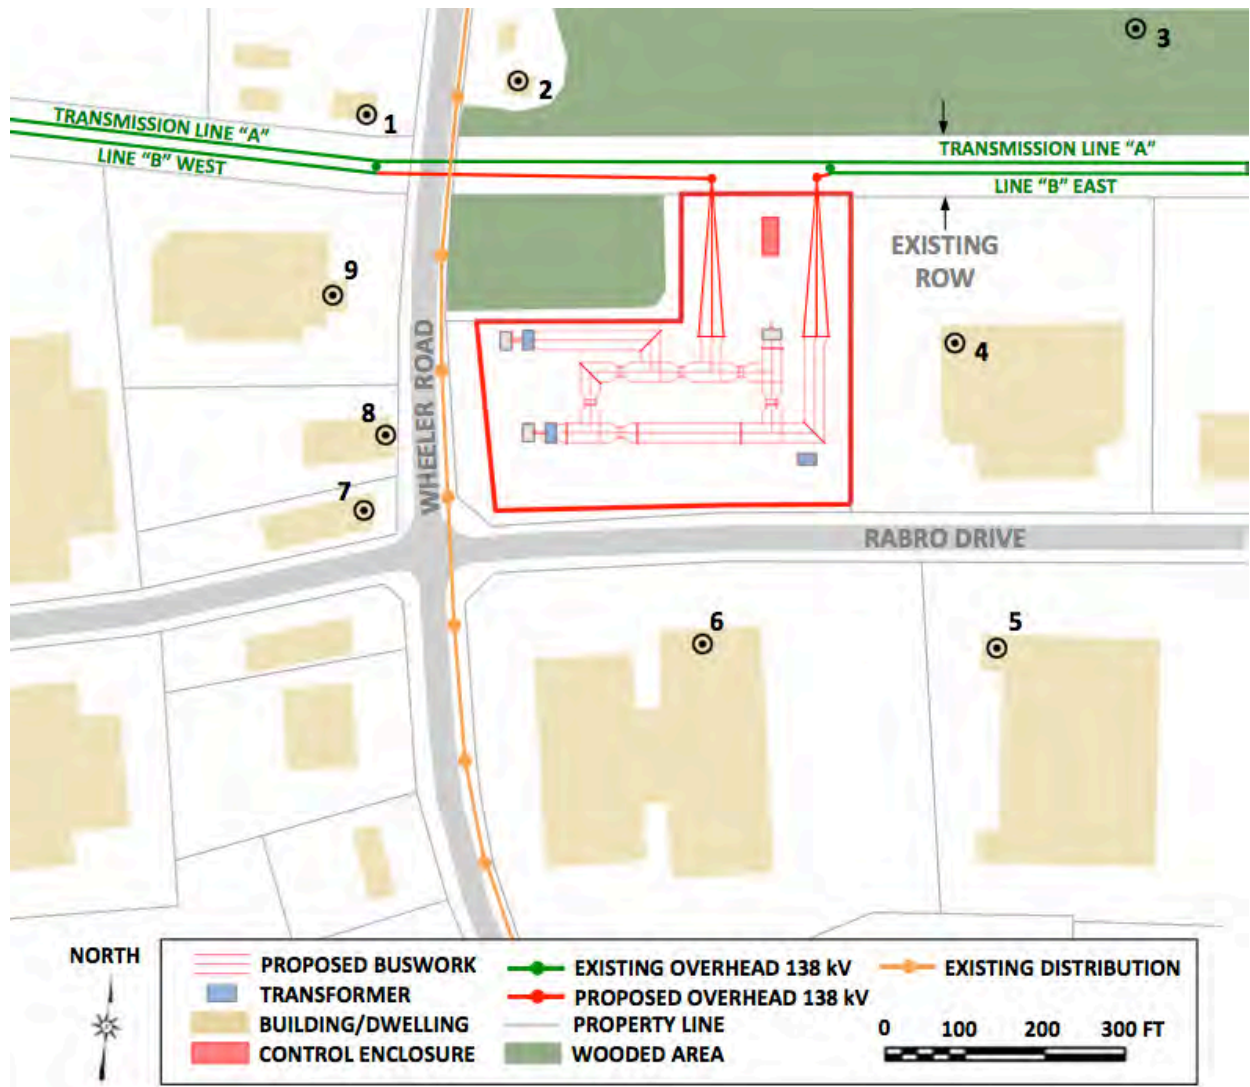 2
3
1
TRANSMISSION LINE "A"
LINE "B" WEST
TRANSMISSION LINE "A"
LINE "B" EAST
EXISTING
ROW
9
4
WHEELER ROAD
8
7
RABRO DRIVE
6
5
NORTH
PROPOSED BUSWORK
TRANSFORMER
BUILDING/DWELLING
CONTROL ENCLOSURE
EXISTING OVERHEAD 138 kV
PROPOSED OVERHEAD 138 kV
PROPERTY LINE
WOODED AREA
EXISTING DISTRIBUTION
0 100 200 300 FT